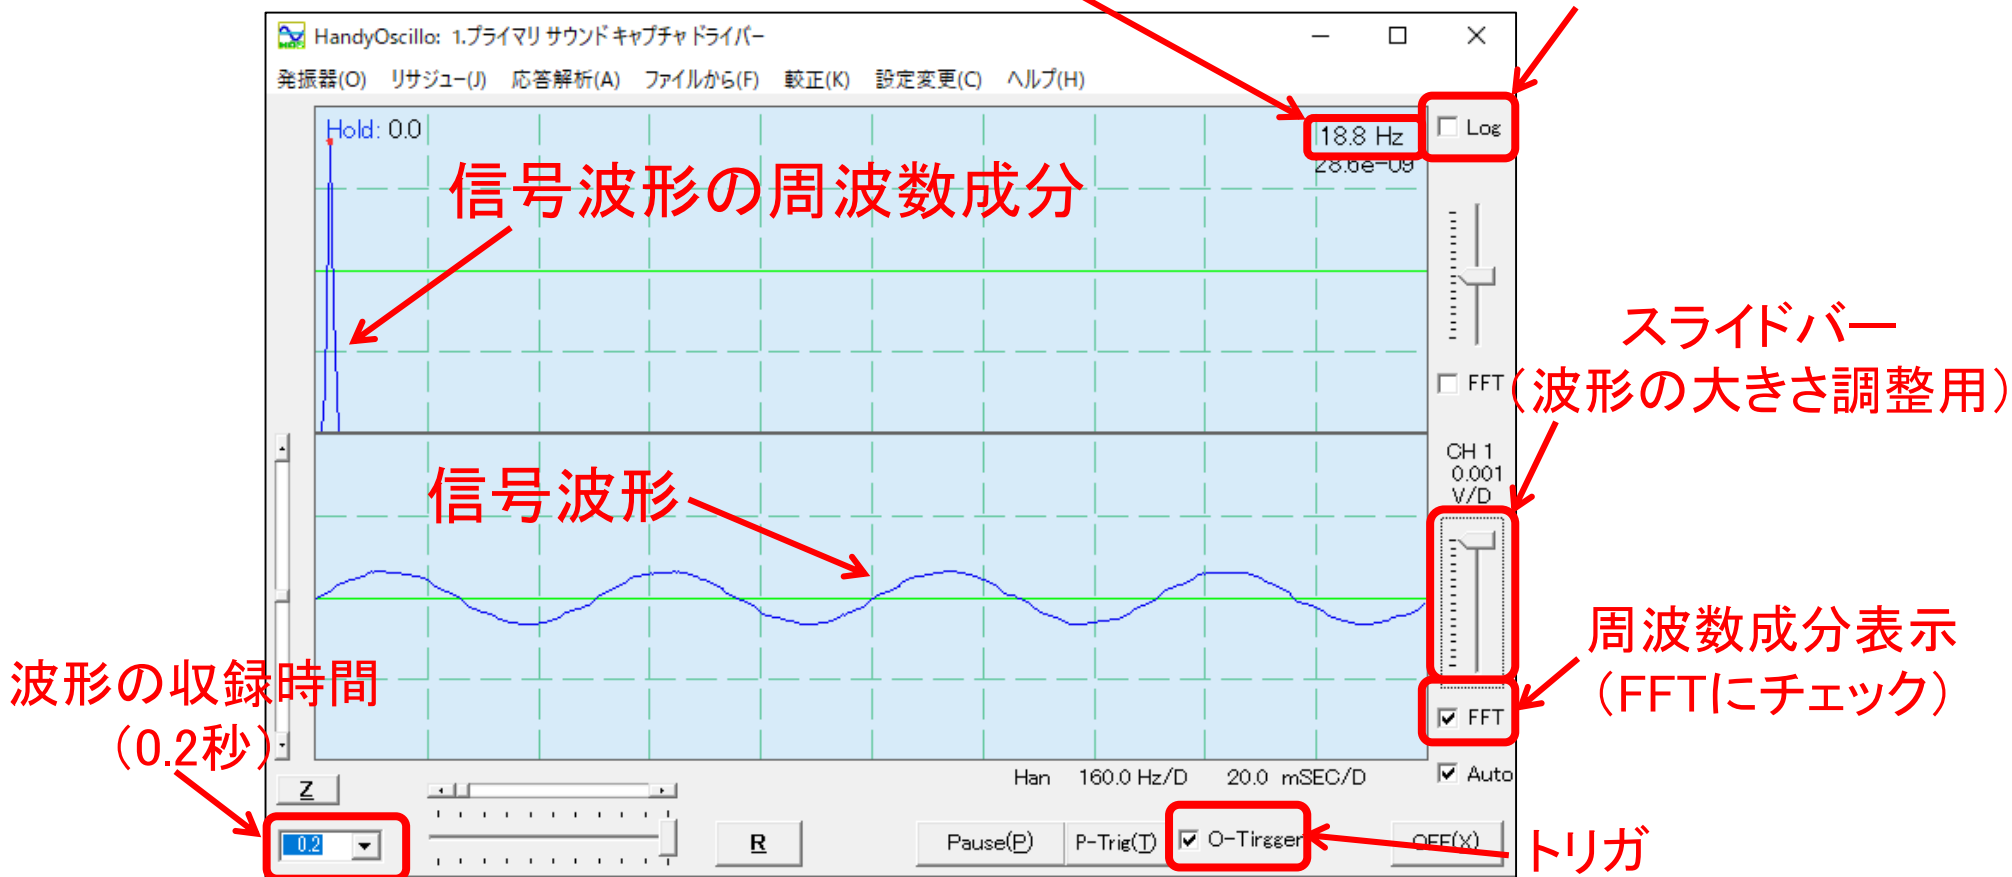 HandyOscillo: 1.プライマリ サウンド キャプチャ ドライバー
発振器(O) リサジュー(J) 応答解析(A) ファイルから(F) 較正(K) 設定変更(C) ヘルプ(H)
Hold: 0.0
18.8 Hz
28.6e-09
Log
信号波形の周波数成分
FFT
スライドバー
（波形の大きさ調整用）
CH 1
0.001
V/D
信号波形
周波数成分表示
（FFTにチェック）
FFT
波形の収録時間
（0.2秒）
Han 160.0 Hz/D 20.0 mSEC/D
Auto
Z
0.2
R
Pause(P)
P-Trig(T)
O-Tirgger
OFF(X)
トリガ